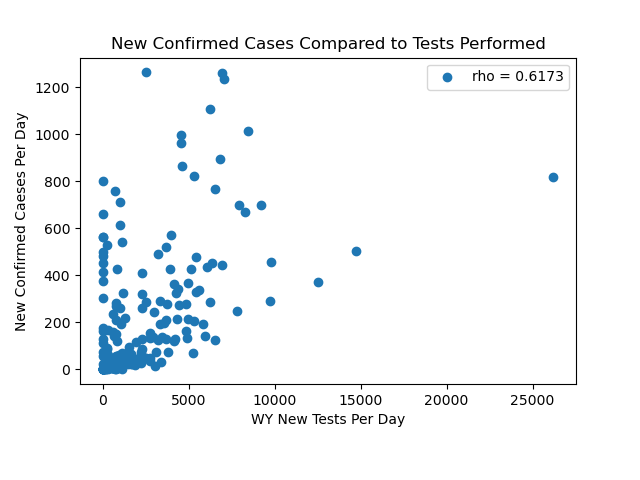 New Confirmed Cases Compared to Tests Performed
rho = 0.6173
1200
1000
800
600
400
200
0
New Confirmed Caeses Per Day
0 5000 10000 15000 20000 25000
WY New Tests Per Day